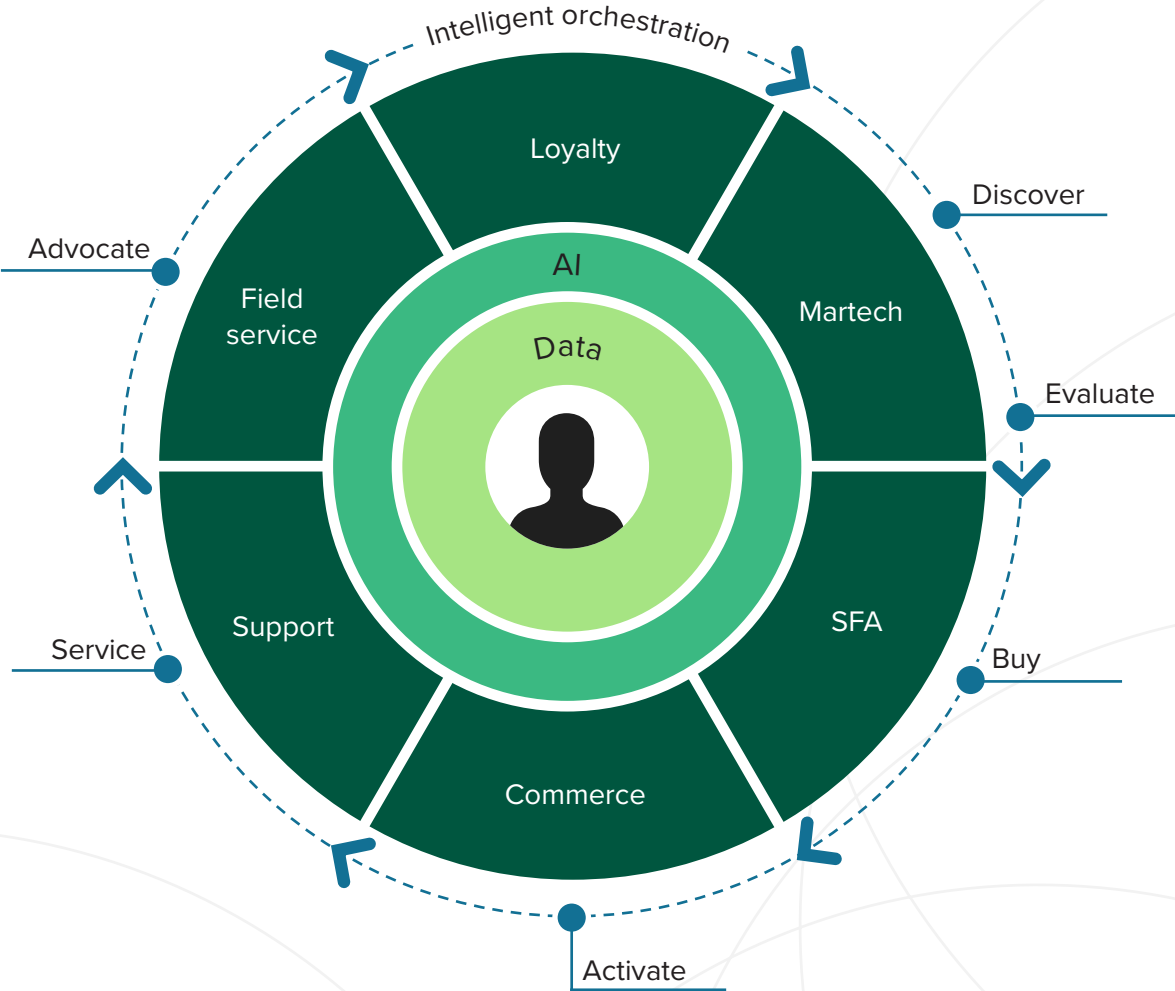 Intelligent orchestration
Loyalty
Discover
Advocate
AI
Field
service
Martech
Data
Evaluate
Support
SFA
Service
Buy
Commerce
Activate